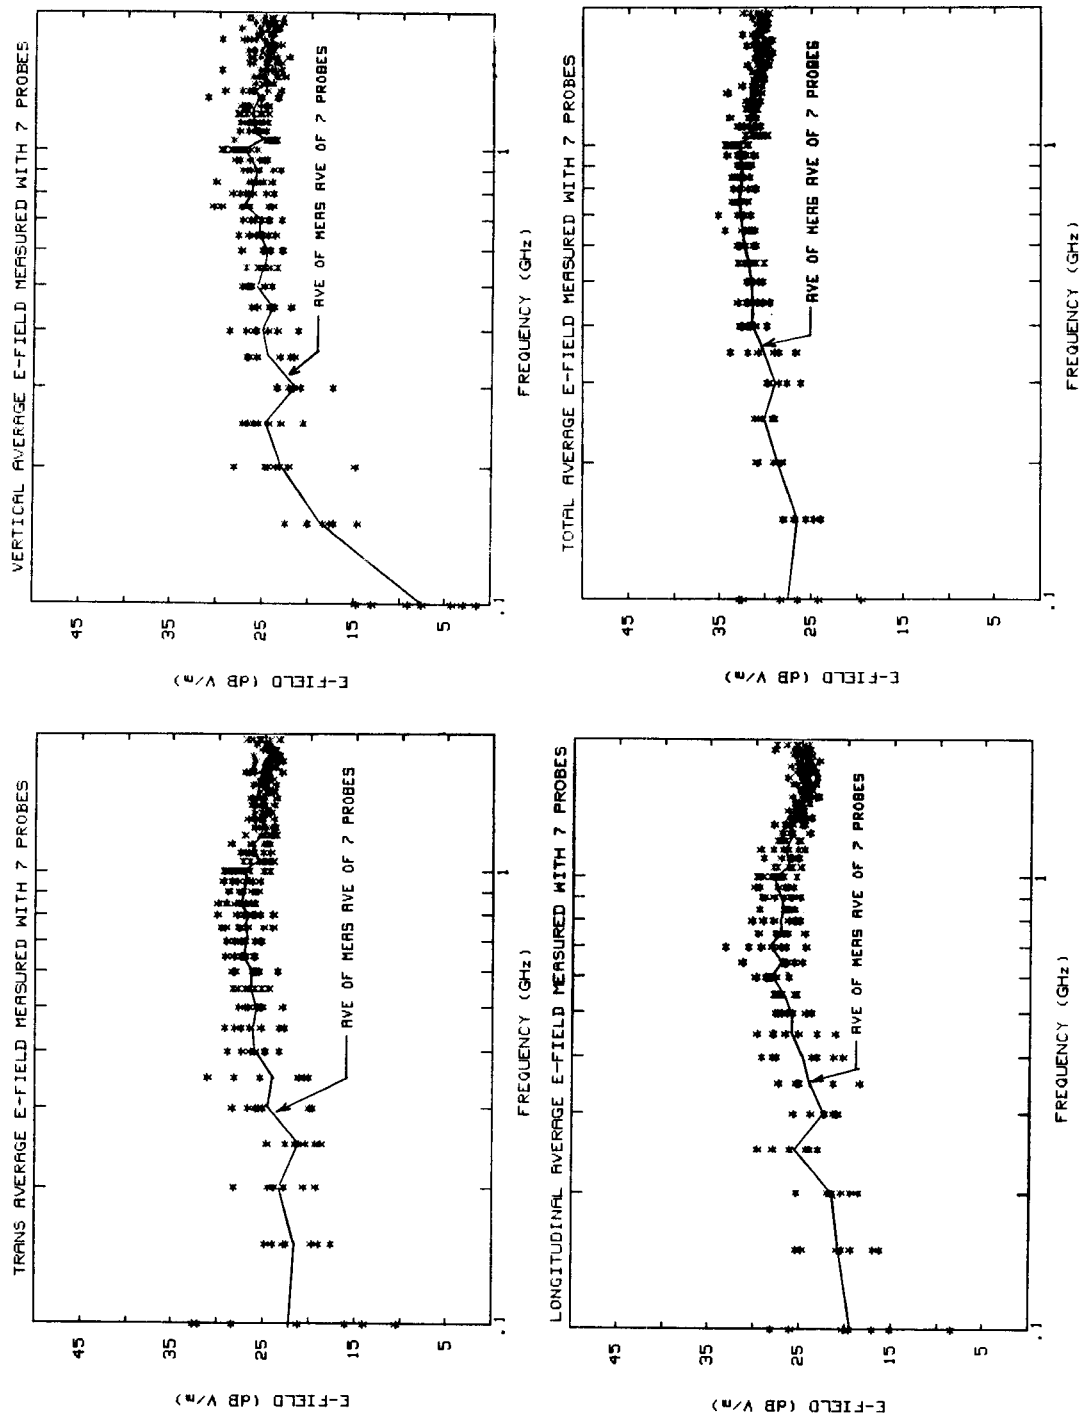 TRANS AVERAGE E-FIELD MEASURED WITH 7 PROBES
E-FIELD (dB V/m)
45
35
25
15
5
AVE OF MEAS AVE OF 7 PROBES
.1
1
FREQUENCY (GHz)
VERTICAL AVERAGE E-FIELD MEASURED WITH 7 PROBES
E-FIELD (dB V/m)
45
35
25
15
5
AVE OF MEAS AVE OF 7 PROBES
.1
1
FREQUENCY (GHz)
LONGITUDINAL AVERAGE E-FIELD MEASURED WITH 7 PROBES
E-FIELD (dB V/m)
45
35
25
15
5
AVE OF MEAS AVE OF 7 PROBES
.1
1
FREQUENCY (GHz)
TOTAL AVERAGE E-FIELD MEASURED WITH 7 PROBES
E-FIELD (dB V/m)
45
35
25
15
5
AVE OF MEAS AVE OF 7 PROBES
.1
1
FREQUENCY (GHz)